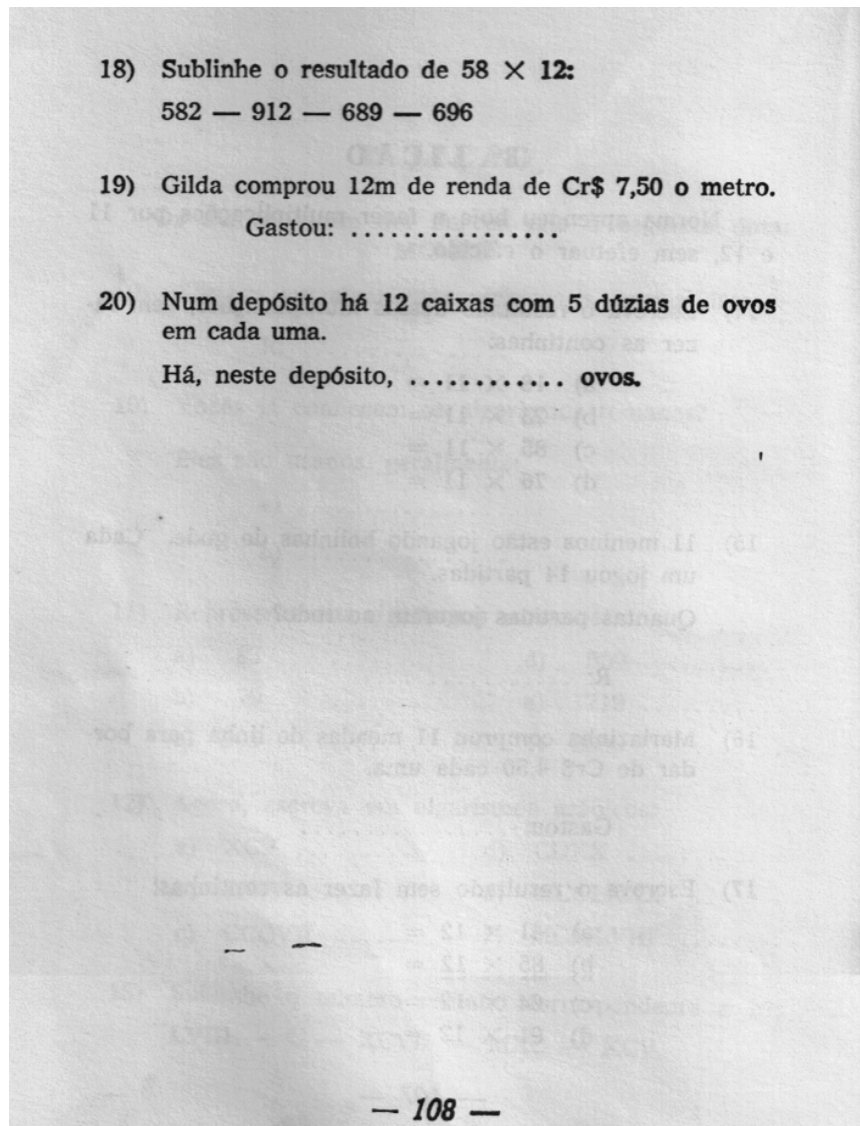 18) Sublinhe o resultado de 58 × 12:
582 — 912 — 689 — 696
19) Gilda comprou 12m de renda de Cr$ 7,50 o metro.
Gastou: ................
20) Num depósito há 12 caixas com 5 dúzias de ovos
em cada uma.
Há, neste depósito, ............ ovos.
— 108 —